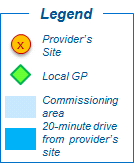 Legend
X
Provider's
Site
Local GP
Commissioning
area
20-minute drive
from provider's
site